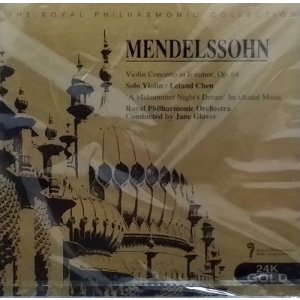 THE ROYAL PHILHARMONIC COLLECTION
MENDELSSOHN
Violin Concerto in E minor, Op. 64
Solo Violin: Leland Chen
'A Midsummer Night's Dream' Incidental Music
Royal Philharmonic Orchestra
Conducted by Jane Glover
24K
GOLD